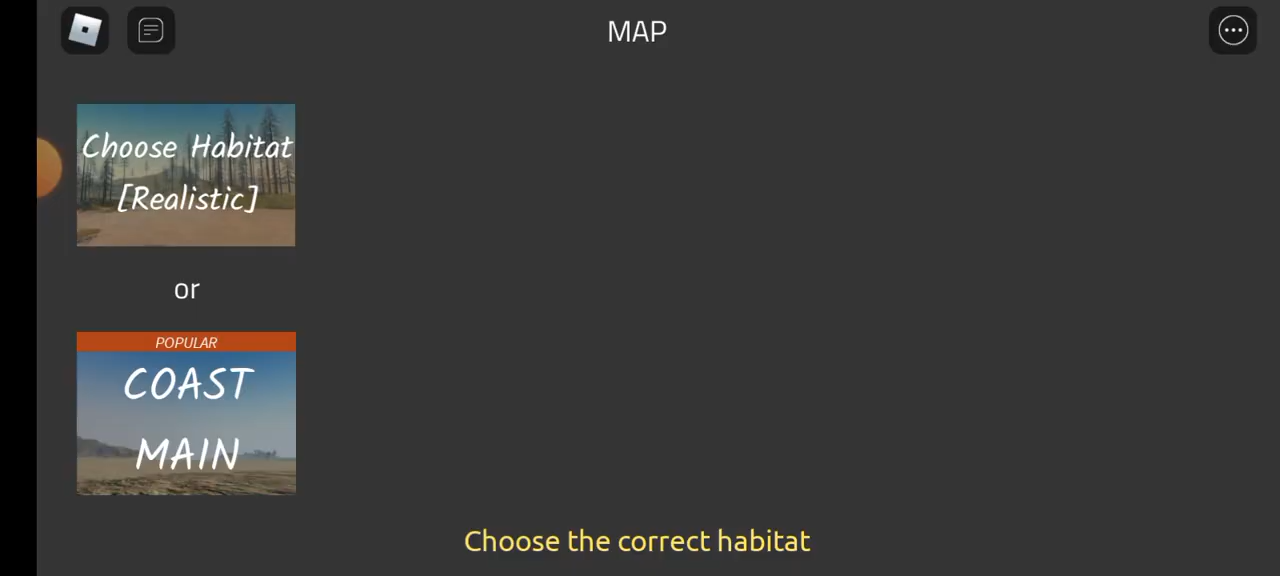 MAP
Choose Habitat
[Realistic]
or
POPULAR
COAST
MAIN
Choose the correct habitat